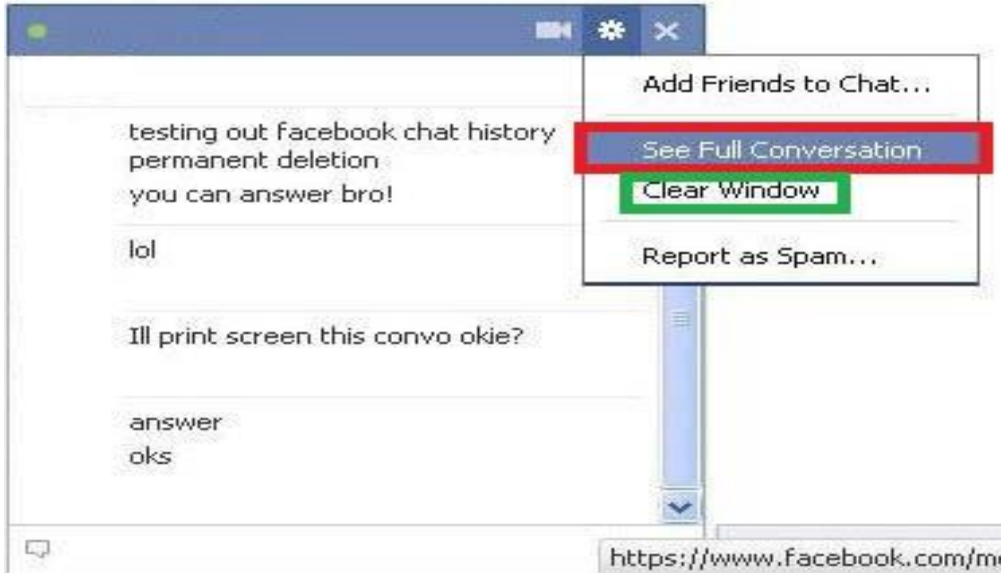 Add Friends to Chat...
See Full Conversation
Clear Window
Report as Spam...
testing out facebook chat history
permanent deletion
you can answer bro!
lol
Ill print screen this convo okie?
answer
oks
https://www.facebook.com/me